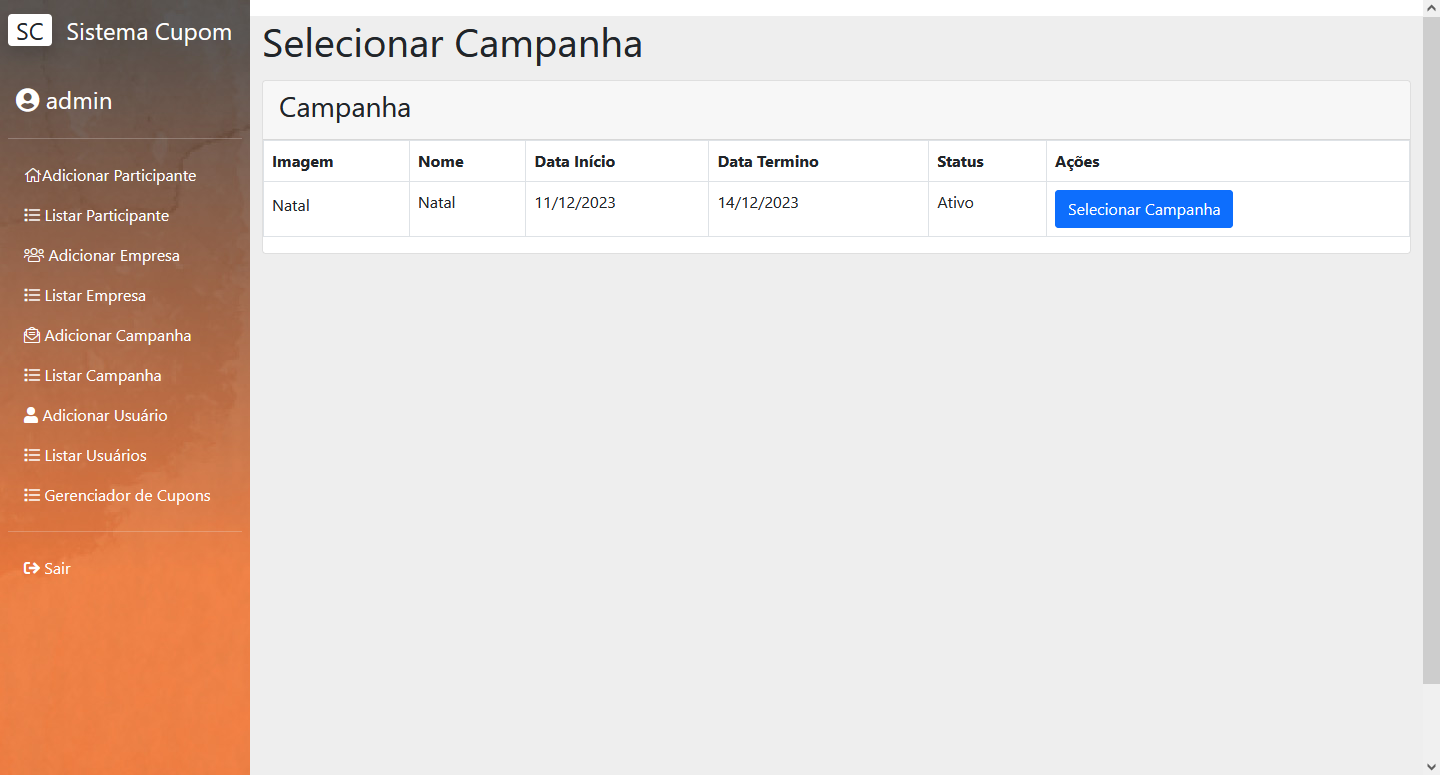 SC Sistema Cupom
admin
Adicionar Participante
Listar Participante
Adicionar Empresa
Listar Empresa
Adicionar Campanha
Listar Campanha
Adicionar Usuário
Listar Usuários
Gerenciador de Cupons
Sair
Selecionar Campanha
Campanha
Imagem Nome Data Início Data Termino Status Ações
Natal Natal 11/12/2023 14/12/2023 Ativo Selecionar Campanha